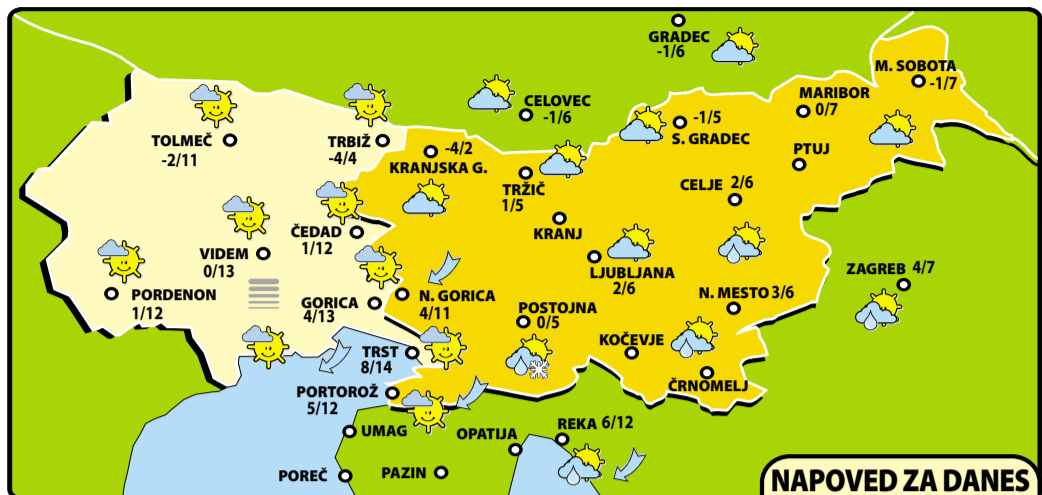 GRADEC
-1/6
M. SOBOTA
-1/7
MARIBOR
0/7
CELOVEC
-1/6
-1/5
S. GRADEC
TOLMEČ
-2/11
TRBIŽ
-4/4
-4/2
KRANJSKA G.
PTUJ
TRŽIČ
1/5
CELJE 2/6
ČEDAD
1/12
KRANJ
VIDEM
0/13
LJUBLJANA
2/6
ZAGREB 4/7
PORDENON
1/12
GORICA
4/13
N. GORICA
4/11
N. MESTO 3/6
POSTOJNA
0/5
TRST
8/14
KOČEVJE
PORTOROŽ
5/12
ČRNOMELJ
UMAG
OPATIJA
REKA 6/12
POREČ
PAZIN
NAPOVED ZA DANES